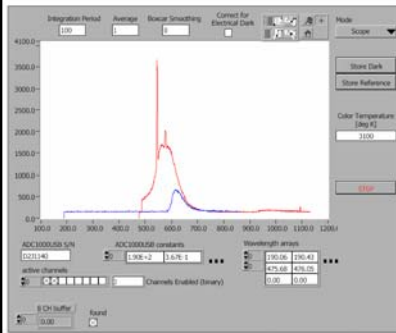 Integration Period Average Boxcar Smoothing Correct for Electrical Dark Mode
100 1 Scope
4100.0
3500.0
3000.0
2500.0
2000.0
1500.0
1000.0
500.0
0.0
100.0 200.0 300.0 400.0 500.0 600.0 700.0 800.0 900.0 1000.0 1100.0 1200.0
Store Dark
Store Reference
Color Temperature
[deg K]
3100
STOP
ADC1000USB S/N ADC1000USB constants Wavelength arrays
D2J1140 1.90E+2 3.67E-1 190.06 190.43
475.68 476.05
0.00 0.00
active channels
Channels Enabled (binary)
8 CH buffer found
0.00